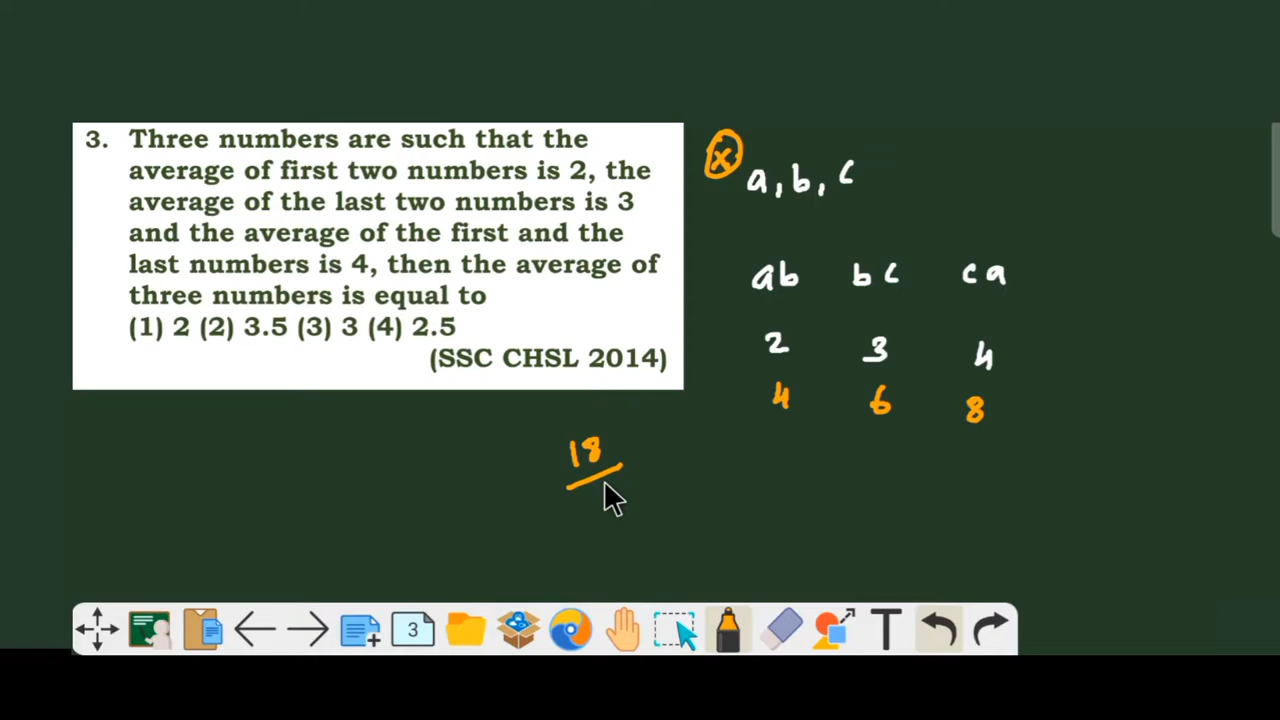 3. Three numbers are such that the
average of first two numbers is 2, the
average of the last two numbers is 3
and the average of the first and the
last numbers is 4, then the average of
three numbers is equal to
(1) 2 (2) 3.5 (3) 3 (4) 2.5
(SSC CHSL 2014)
x
a, b, c
ab bc ca
2 3 4
4 6 8
18
3
T